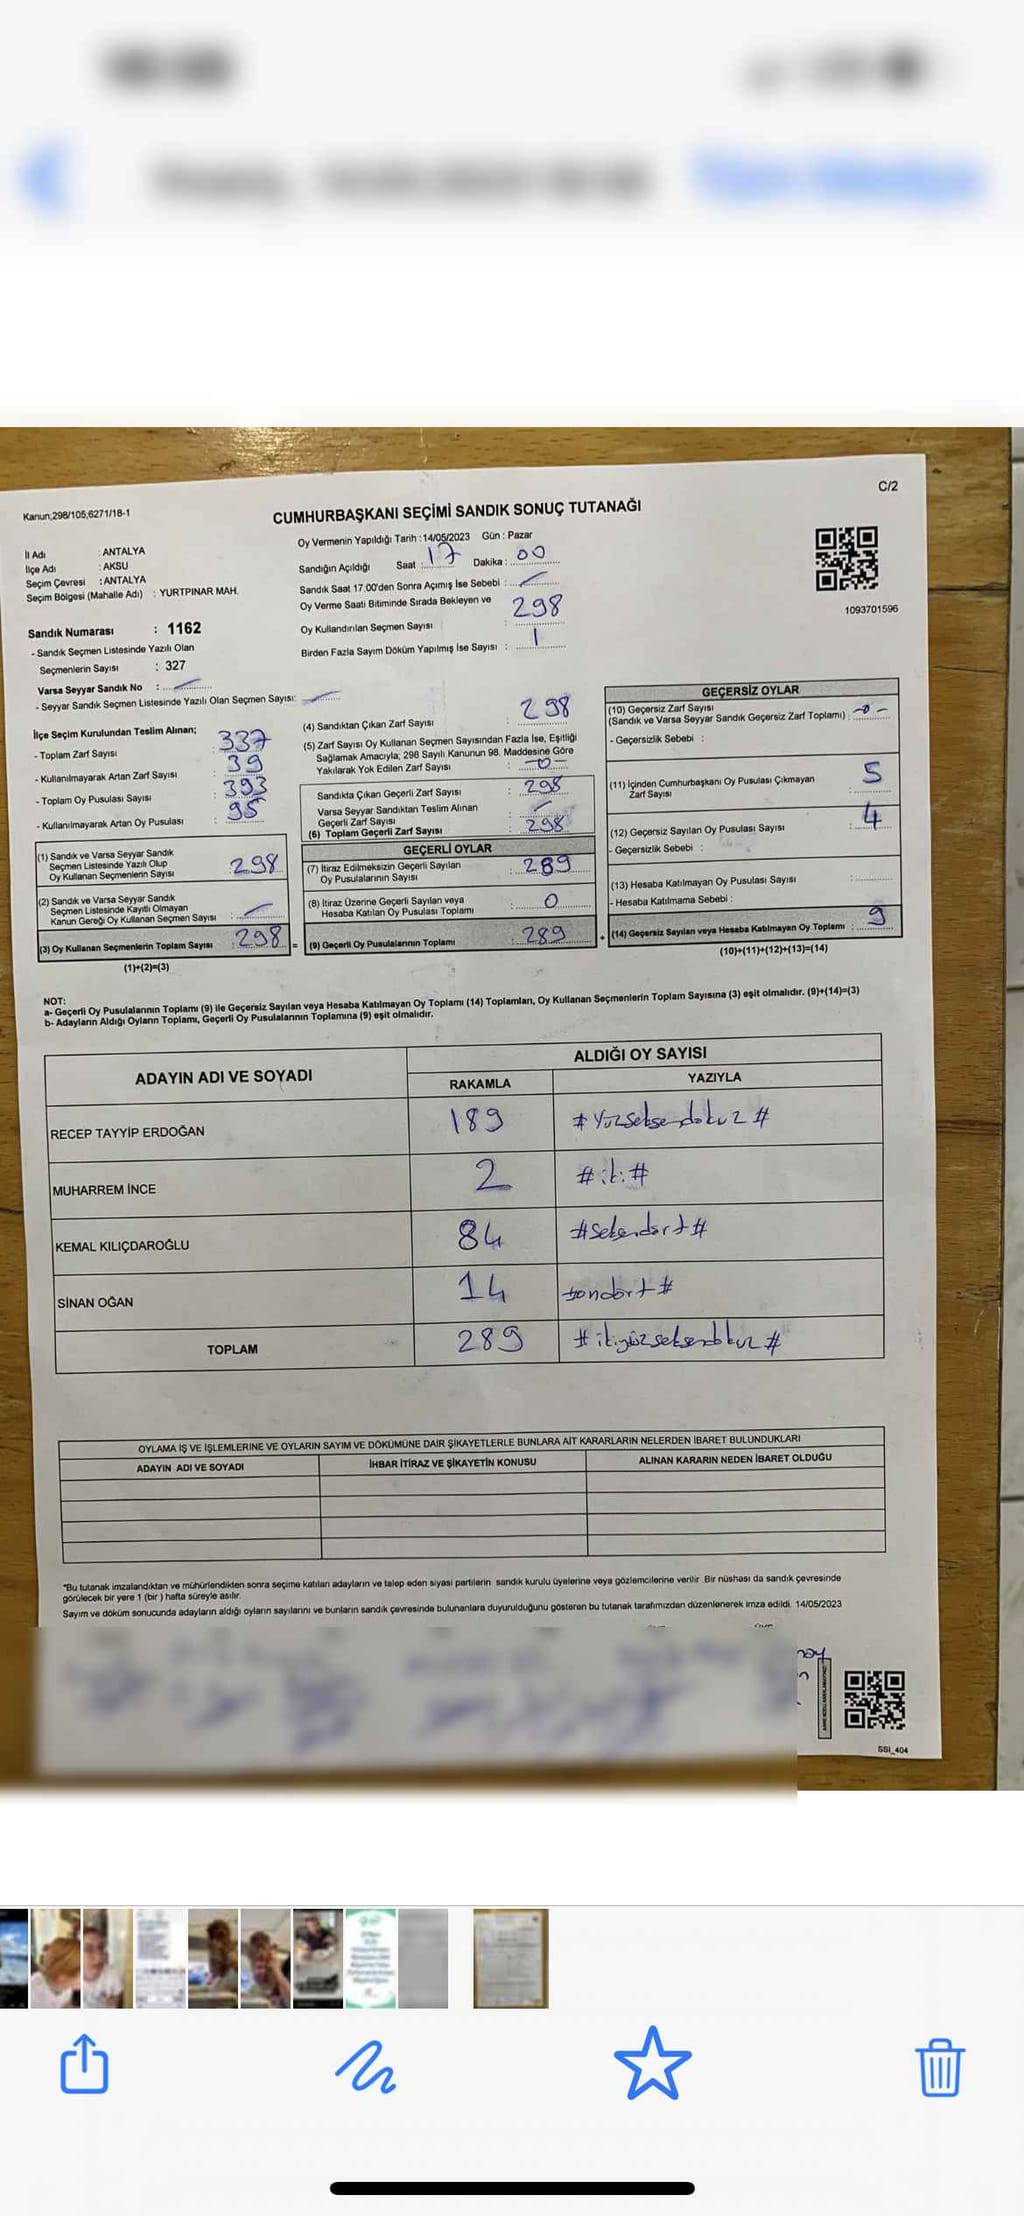 C/2
Kanun,298/105,6271/18-1
CUMHURBAŞKANI SEÇİMİ SANDIK SONUÇ TUTANAĞI
İl Adı : ANTALYA
İlçe Adı : AKSU
Seçim Çevresi : ANTALYA
Seçim Bölgesi (Mahalle Adı) : YURTPINAR MAH.
Oy Vermenin Yapıldığı Tarih : 14/05/2023 Gün : Pazar
Sandığın Açıldığı Saat : 17 Dakika : 00
Sandık Saat 17:00'den Sonra Açımış İse Sebebi :
Oy Verme Saati Bitiminde Sırada Bekleyen ve
Oy Kullandırılan Seçmen Sayısı : 298
Birden Fazla Sayım Döküm Yapılmış İse Sayısı : 1
1093701596
Sandık Numarası : 1162
- Sandık Seçmen Listesinde Yazılı Olan
Seçmenlerin Sayısı : 327
Varsa Seyyar Sandık No :
- Seyyar Sandık Seçmen Listesinde Yazılı Olan Seçmen Sayısı:
İlçe Seçim Kurulundan Teslim Alınan;
- Toplam Zarf Sayısı : 337
- Kullanılmayarak Artan Zarf Sayısı : 39
- Toplam Oy Pusulası Sayısı : 393
- Kullanılmayarak Artan Oy Pusulası : 95
(1) Sandık ve Varsa Seyyar Sandık
Seçmen Listesinde Yazılı Olup
Oy Kullanan Seçmenlerin Sayısı : 298
(2) Sandık ve Varsa Seyyar Sandık
Seçmen Listesinde Kayıtlı Olmayan
Kanun Gereği Oy Kullanan Seçmen Sayısı :
(3) Oy Kullanan Seçmenlerin Toplam Sayısı : 298 =
(1)+(2)=(3)
(4) Sandıktan Çıkan Zarf Sayısı : 298
(5) Zarf Sayısı Oy Kullanan Seçmen Sayısından Fazla İse, Eşitliği
Sağlamak Amacıyla; 298 Sayılı Kanunun 98. Maddesine Göre
Yakılarak Yok Edilen Zarf Sayısı : -0-
Sandıkta Çıkan Geçerli Zarf Sayısı : 298
Varsa Seyyar Sandıktan Teslim Alınan
Geçerli Zarf Sayısı :
(6) Toplam Geçerli Zarf Sayısı : 298
GEÇERLİ OYLAR
(7) İtiraz Edilmeksizin Geçerli Sayılan
Oy Pusulalarının Sayısı : 289
(8) İtiraz Üzerine Geçerli Sayılan veya
Hesaba Katılan Oy Pusulası Toplamı : 0
(9) Geçerli Oy Pusulalarının Toplamı : 289 +
GEÇERSİZ OYLAR
(10) Geçersiz Zarf Sayısı
(Sandık ve Varsa Seyyar Sandık Geçersiz Zarf Toplamı) : -0-
- Geçersizlik Sebebi :
(11) İçinden Cumhurbaşkanı Oy Pusulası Çıkmayan
Zarf Sayısı : 5
(12) Geçersiz Sayılan Oy Pusulası Sayısı : 4
- Geçersizlik Sebebi :
(13) Hesaba Katılmayan Oy Pusulası Sayısı :
- Hesaba Katılmama Sebebi :
(14) Geçersiz Sayılan veya Hesaba Katılmayan Oy Toplamı : 9
(10)+(11)+(12)+(13)=(14)
NOT:
a- Geçerli Oy Pusulalarının Toplamı (9) ile Geçersiz Sayılan veya Hesaba Katılmayan Oy Toplamı (14) Toplamları, Oy Kullanan Seçmenlerin Toplam Sayısına (3) eşit olmalıdır. (9)+(14)=(3)
b- Adayların Aldığı Oyların Toplamı, Geçerli Oy Pusulalarının Toplamına (9) eşit olmalıdır.
ADAYIN ADI VE SOYADI ALDIĞI OY SAYISI
RAKAMLA YAZIYLA
RECEP TAYYİP ERDOĞAN 189 #Yüzseksendokuz#
MUHARREM İNCE 2 #iki#
KEMAL KILIÇDAROĞLU 84 #seksendört#
SİNAN OĞAN 14 #ondört#
TOPLAM 289 #ikiyüzseksendokuz#
OYLAMA İŞ VE İŞLEMLERİNE VE OYLARIN SAYIM VE DÖKÜMÜNE DAİR ŞİKAYETLERLE BUNLARA AİT KARARLARIN NELERDEN İBARET BULUNDUKLARI
ADAYIN ADI VE SOYADI İHBAR İTİRAZ VE ŞİKAYETİN KONUSU ALINAN KARARIN NEDEN İBARET OLDUĞU
*Bu tutanak imzalandıktan ve mühürlendikten sonra seçime katılan adayların ve talep eden siyasi partilerin sandık kurulu üyelerine veya gözlemcilerine verilir. Bir nüshası da sandık çevresinde
görülecek bir yere 1 (bir) hafta süreyle asılır.
Sayım ve döküm sonucunda adayların aldığı oyların sayılarını ve bunların sandık çevresinde bulunanlara duyurulduğunu gösteren bu tutanak tarafımızdan düzenlenerek imza edildi. 14/05/2023
SSI_404